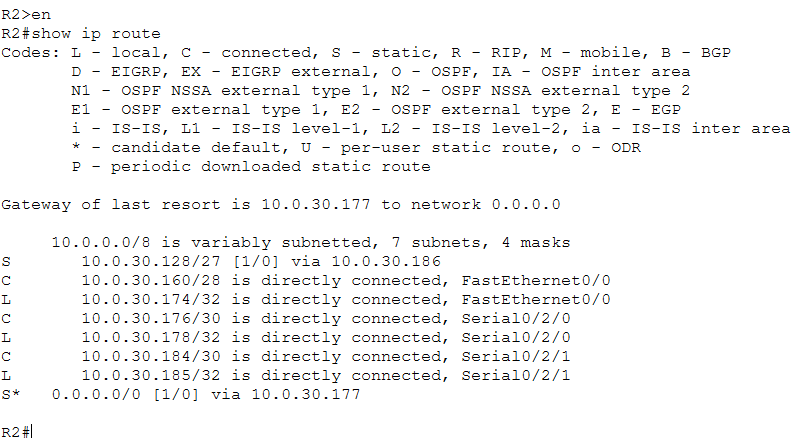 R2>en
R2#show ip route
Codes: L - local, C - connected, S - static, R - RIP, M - mobile, B - BGP
       D - EIGRP, EX - EIGRP external, O - OSPF, IA - OSPF inter area
       N1 - OSPF NSSA external type 1, N2 - OSPF NSSA external type 2
       E1 - OSPF external type 1, E2 - OSPF external type 2, E - EGP
       i - IS-IS, L1 - IS-IS level-1, L2 - IS-IS level-2, ia - IS-IS inter area
       * - candidate default, U - per-user static route, o - ODR
       P - periodic downloaded static route

Gateway of last resort is 10.0.30.177 to network 0.0.0.0

     10.0.0.0/8 is variably subnetted, 7 subnets, 4 masks
S       10.0.30.128/27 [1/0] via 10.0.30.186
C       10.0.30.160/28 is directly connected, FastEthernet0/0
L       10.0.30.174/32 is directly connected, FastEthernet0/0
C       10.0.30.176/30 is directly connected, Serial0/2/0
L       10.0.30.178/32 is directly connected, Serial0/2/0
C       10.0.30.184/30 is directly connected, Serial0/2/1
L       10.0.30.185/32 is directly connected, Serial0/2/1
S*   0.0.0.0/0 [1/0] via 10.0.30.177

R2#